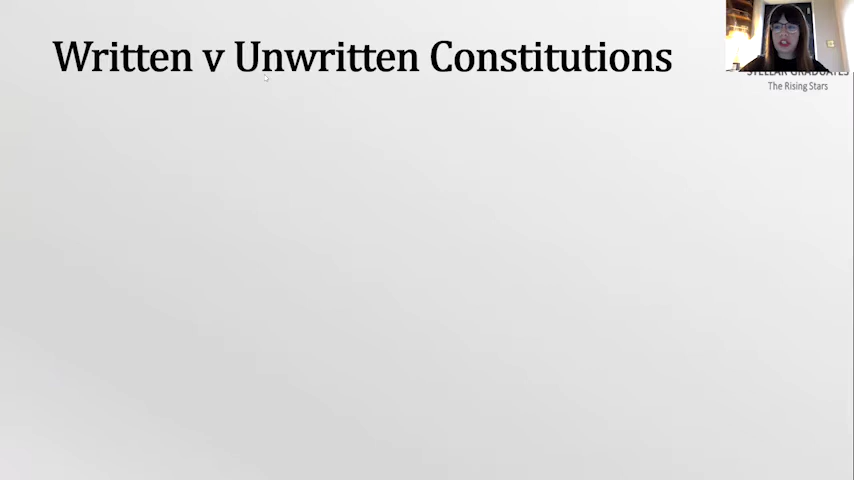 Written v Unwritten Constitutions
STELLAR GRADUATES
The Rising Stars